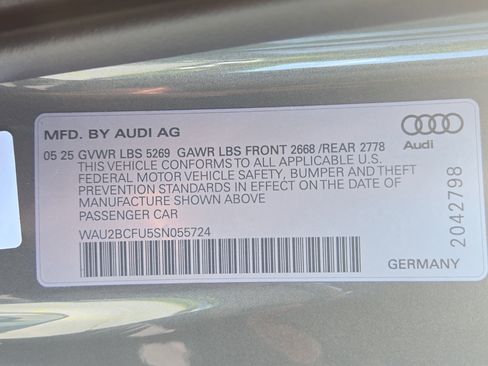 MFD. BY AUDI AG
Audi
05 25 GVWR LBS 5269 GAWR LBS FRONT 2668 /REAR 2778
THIS VEHICLE CONFORMS TO ALL APPLICABLE U.S.
FEDERAL MOTOR VEHICLE SAFETY, BUMPER AND THEFT
PREVENTION STANDARDS IN EFFECT ON THE DATE OF
MANUFACTURE SHOWN ABOVE
PASSENGER CAR
WAU2BCFU5SN055724
2042798
GERMANY